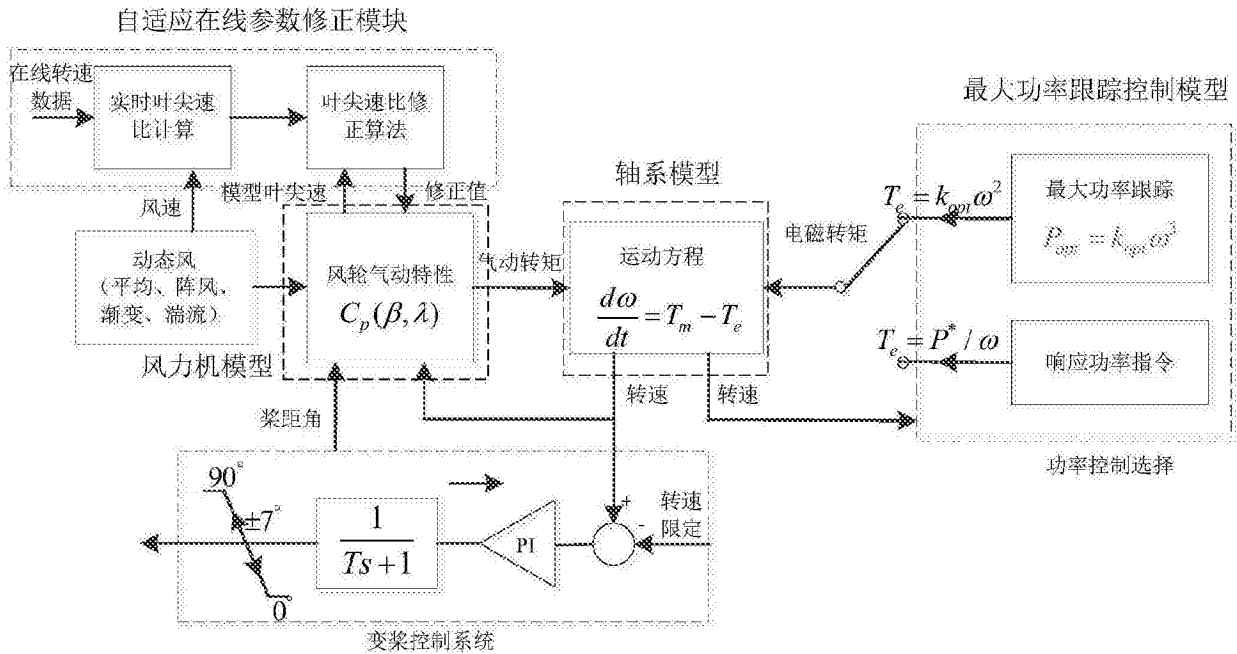 自适应在线参数修正模块
在线转速
数据
实时叶尖速
比计算
叶尖速比修
正算法
风速
模型叶尖速
修正值
动态风
（平均、阵风、
渐变、湍流）
风力机模型
风轮气动特性
C_p(β,λ)
气动转矩
轴系模型
运动方程
dω/dt = T_m − T_e
转速
转速
电磁转矩
最大功率跟踪控制模型
T_e = k_opt ω²
最大功率跟踪
P_opt = k_opt ω³
T_e = P* / ω
响应功率指令
功率控制选择
桨距角
90°
±7°
0
1/(Ts+1)
PI
+
-
转速
限定
变桨控制系统